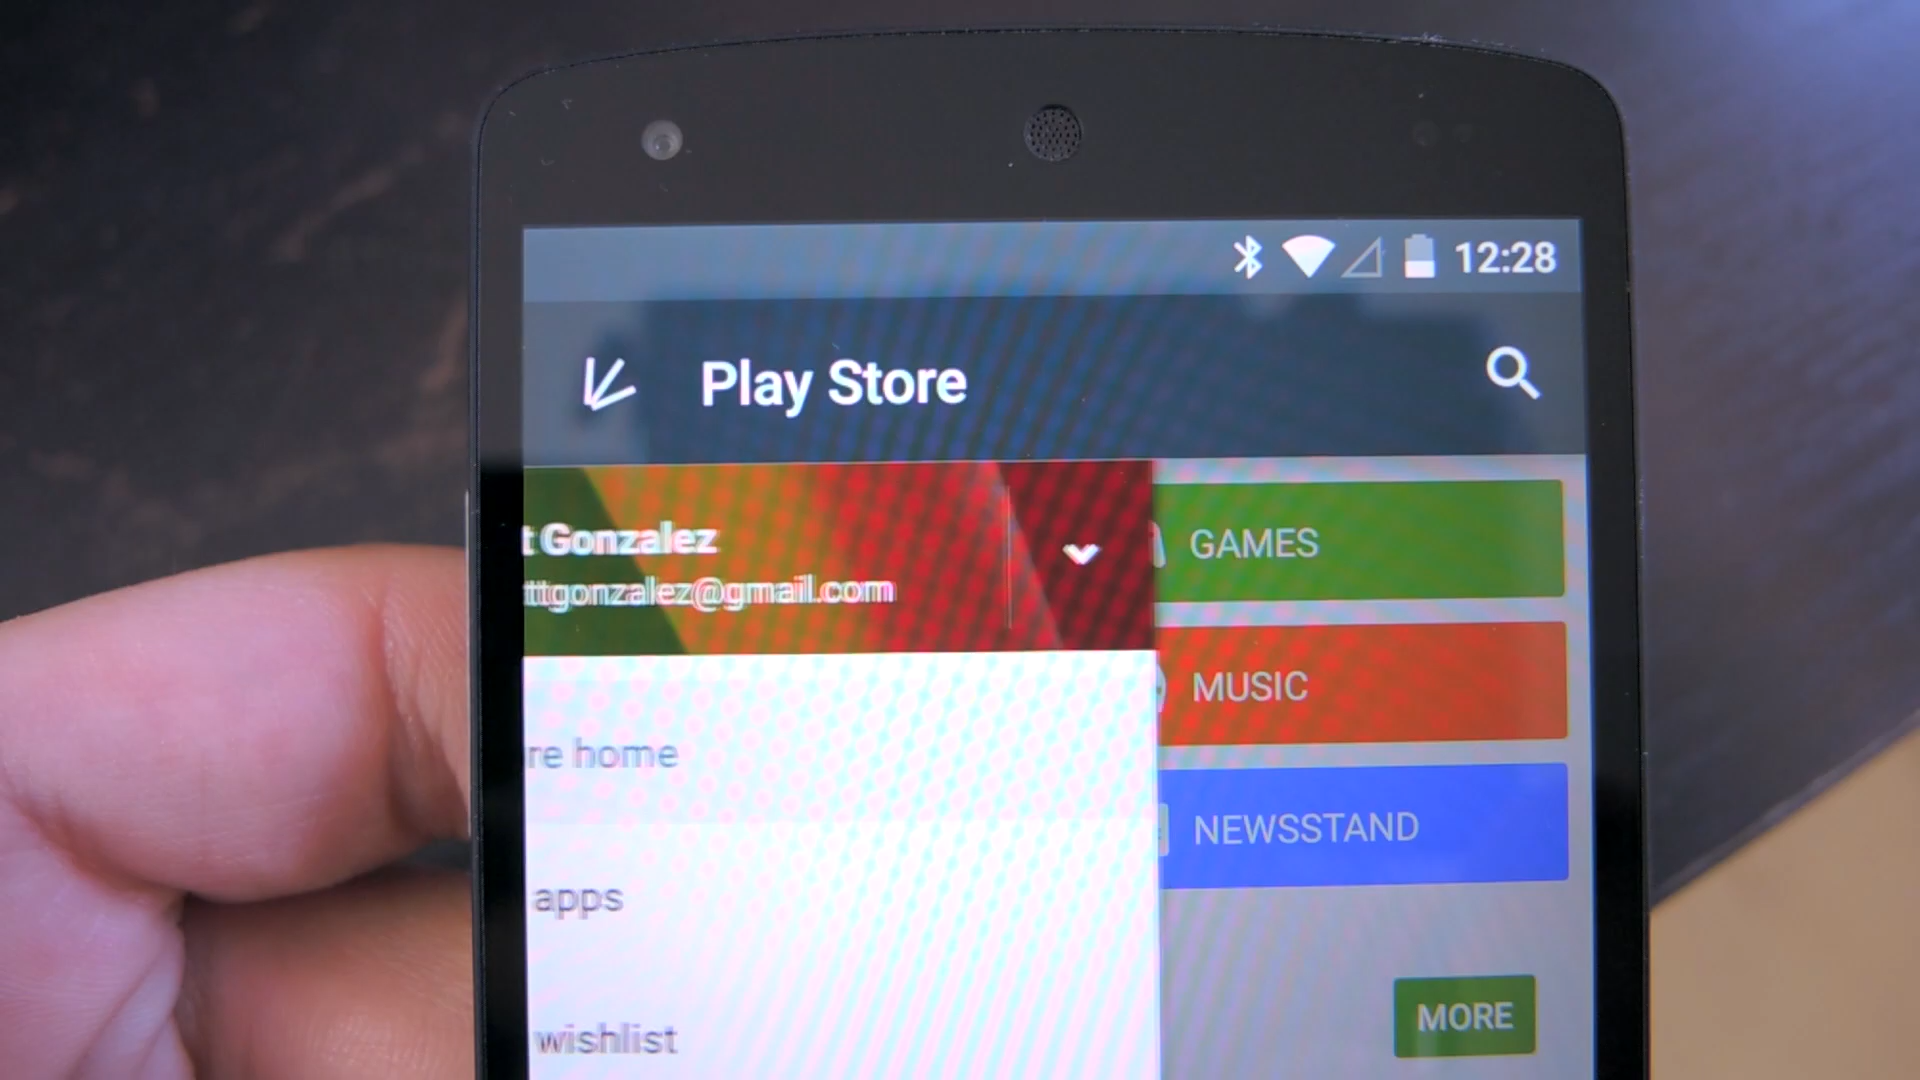 12:28
Play Store
t Gonzalez
ttgonzalez@gmail.com
re home
apps
wishlist
GAMES
MUSIC
NEWSSTAND
MORE